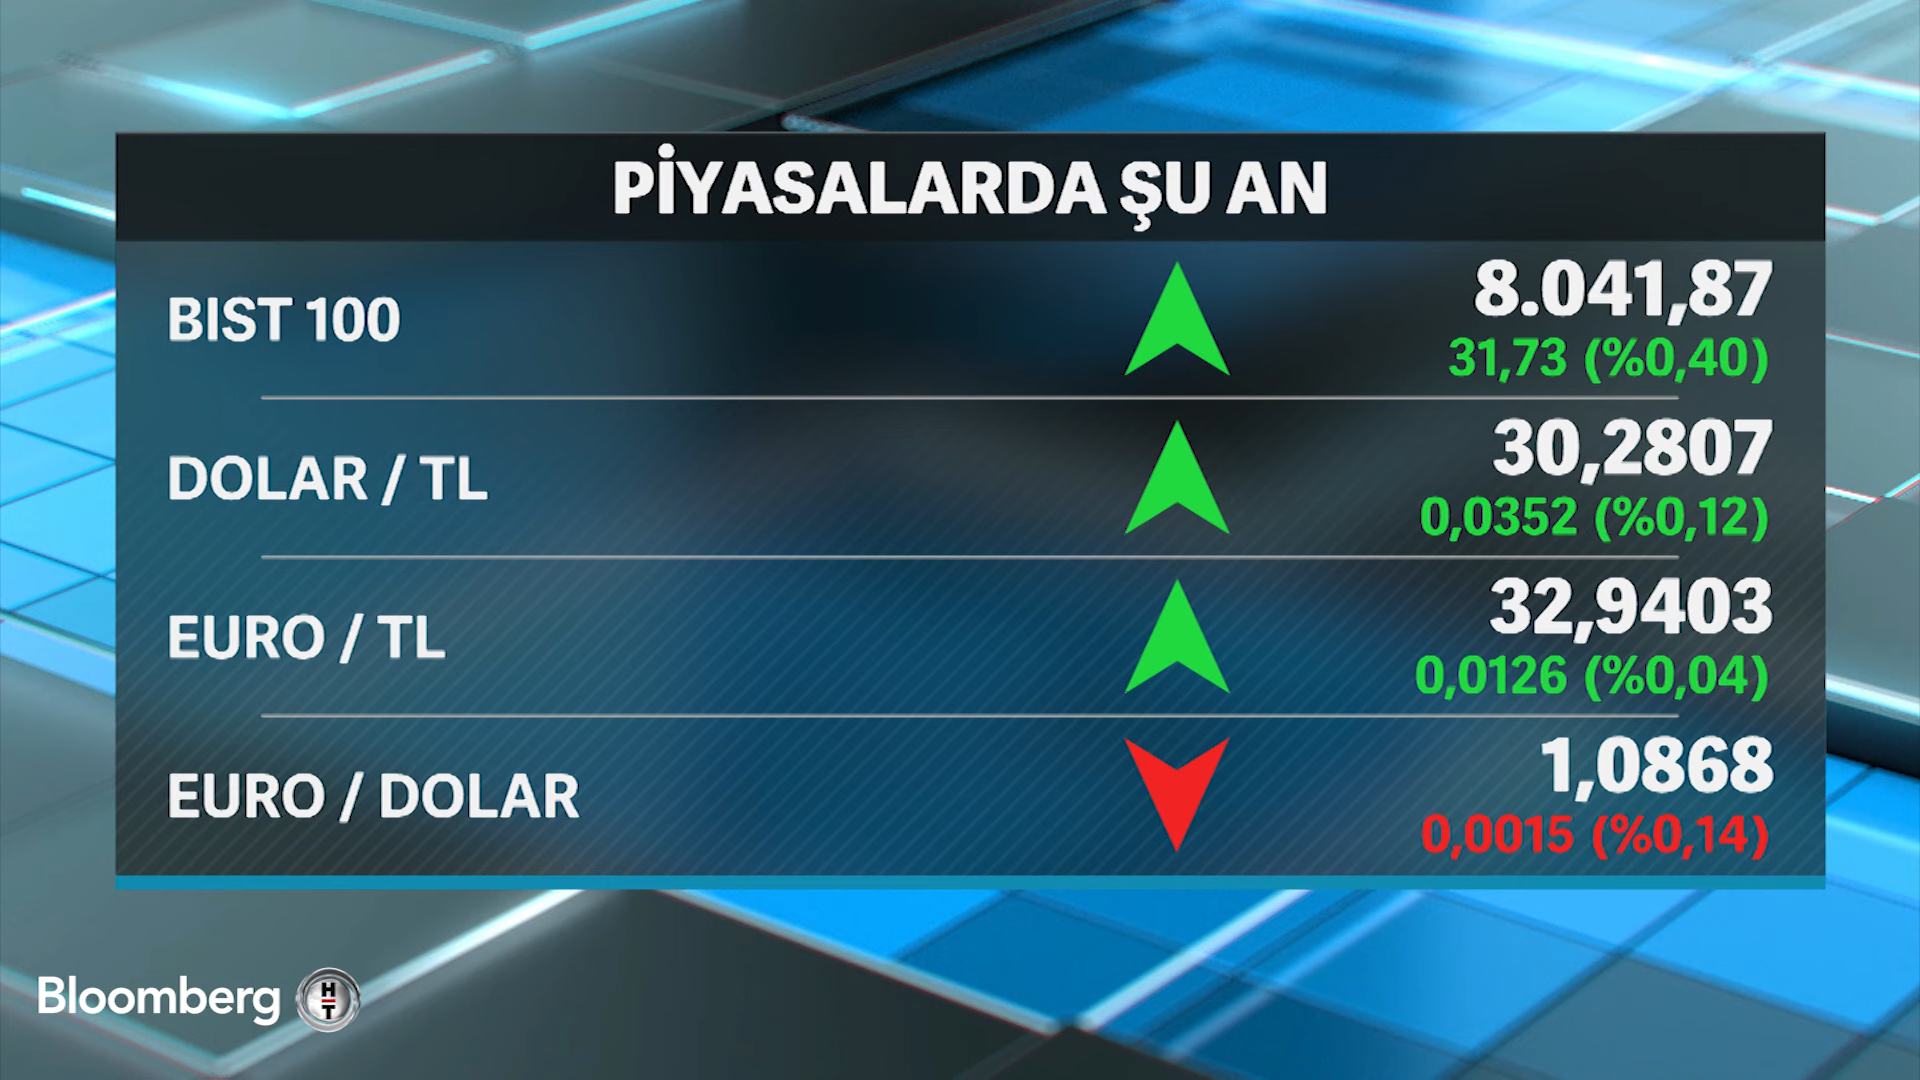 PİYASALARDA ŞU AN
BIST 100
8.041,87
31,73 (%0,40)
DOLAR / TL
30,2807
0,0352 (%0,12)
EURO / TL
32,9403
0,0126 (%0,04)
EURO / DOLAR
1,0868
0,0015 (%0,14)
Bloomberg HT